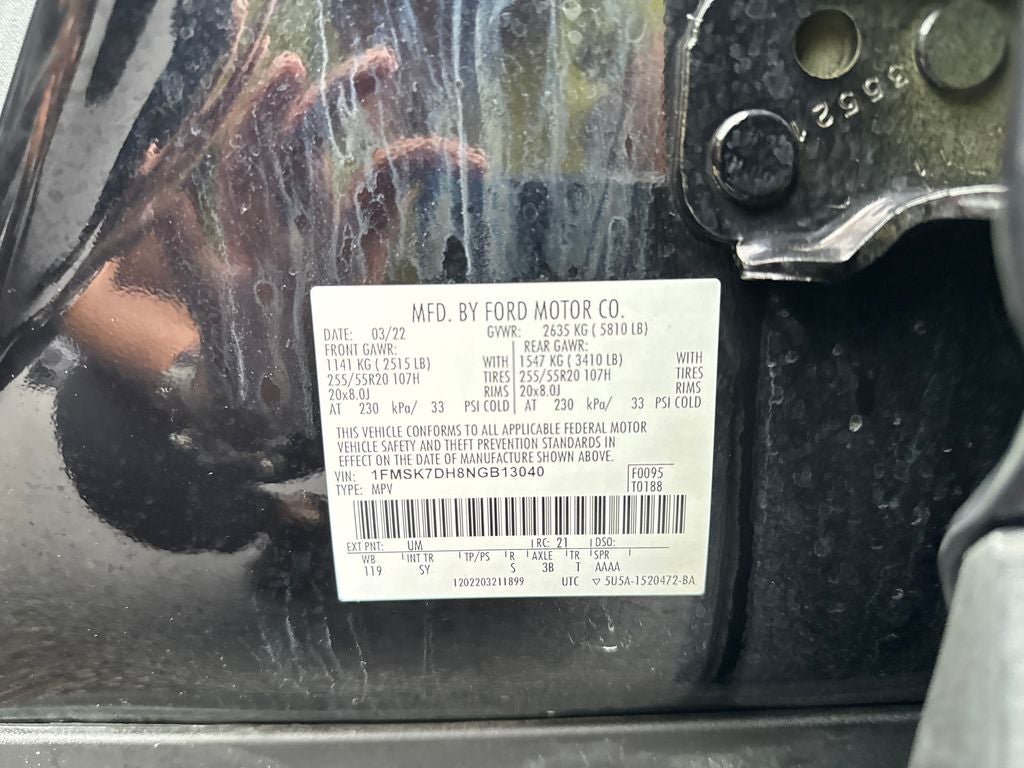 35521
MFD. BY FORD MOTOR CO.
DATE: 03/22 GVWR: 2635 KG ( 5810 LB)
FRONT GAWR: REAR GAWR:
1141 KG ( 2515 LB) WITH 1547 KG ( 3410 LB) WITH
255/55R20 107H TIRES 255/55R20 107H TIRES
20x8.0J RIMS 20x8.0J RIMS
AT 230 kPa/ 33 PSI COLD AT 230 kPa/ 33 PSI COLD
THIS VEHICLE CONFORMS TO ALL APPLICABLE FEDERAL MOTOR
VEHICLE SAFETY AND THEFT PREVENTION STANDARDS IN
EFFECT ON THE DATE OF MANUFACTURE SHOWN ABOVE.
VIN: 1FMSK7DH8NGB13040 F0095
TYPE: MPV T0188
EXT PNT: UM RC: 21 DSO:
WB INT TR TP/PS R AXLE TR SPR
119 SY S 3B T AAAA
1202203211899 UTC ▽ 5U5A-1520472-BA